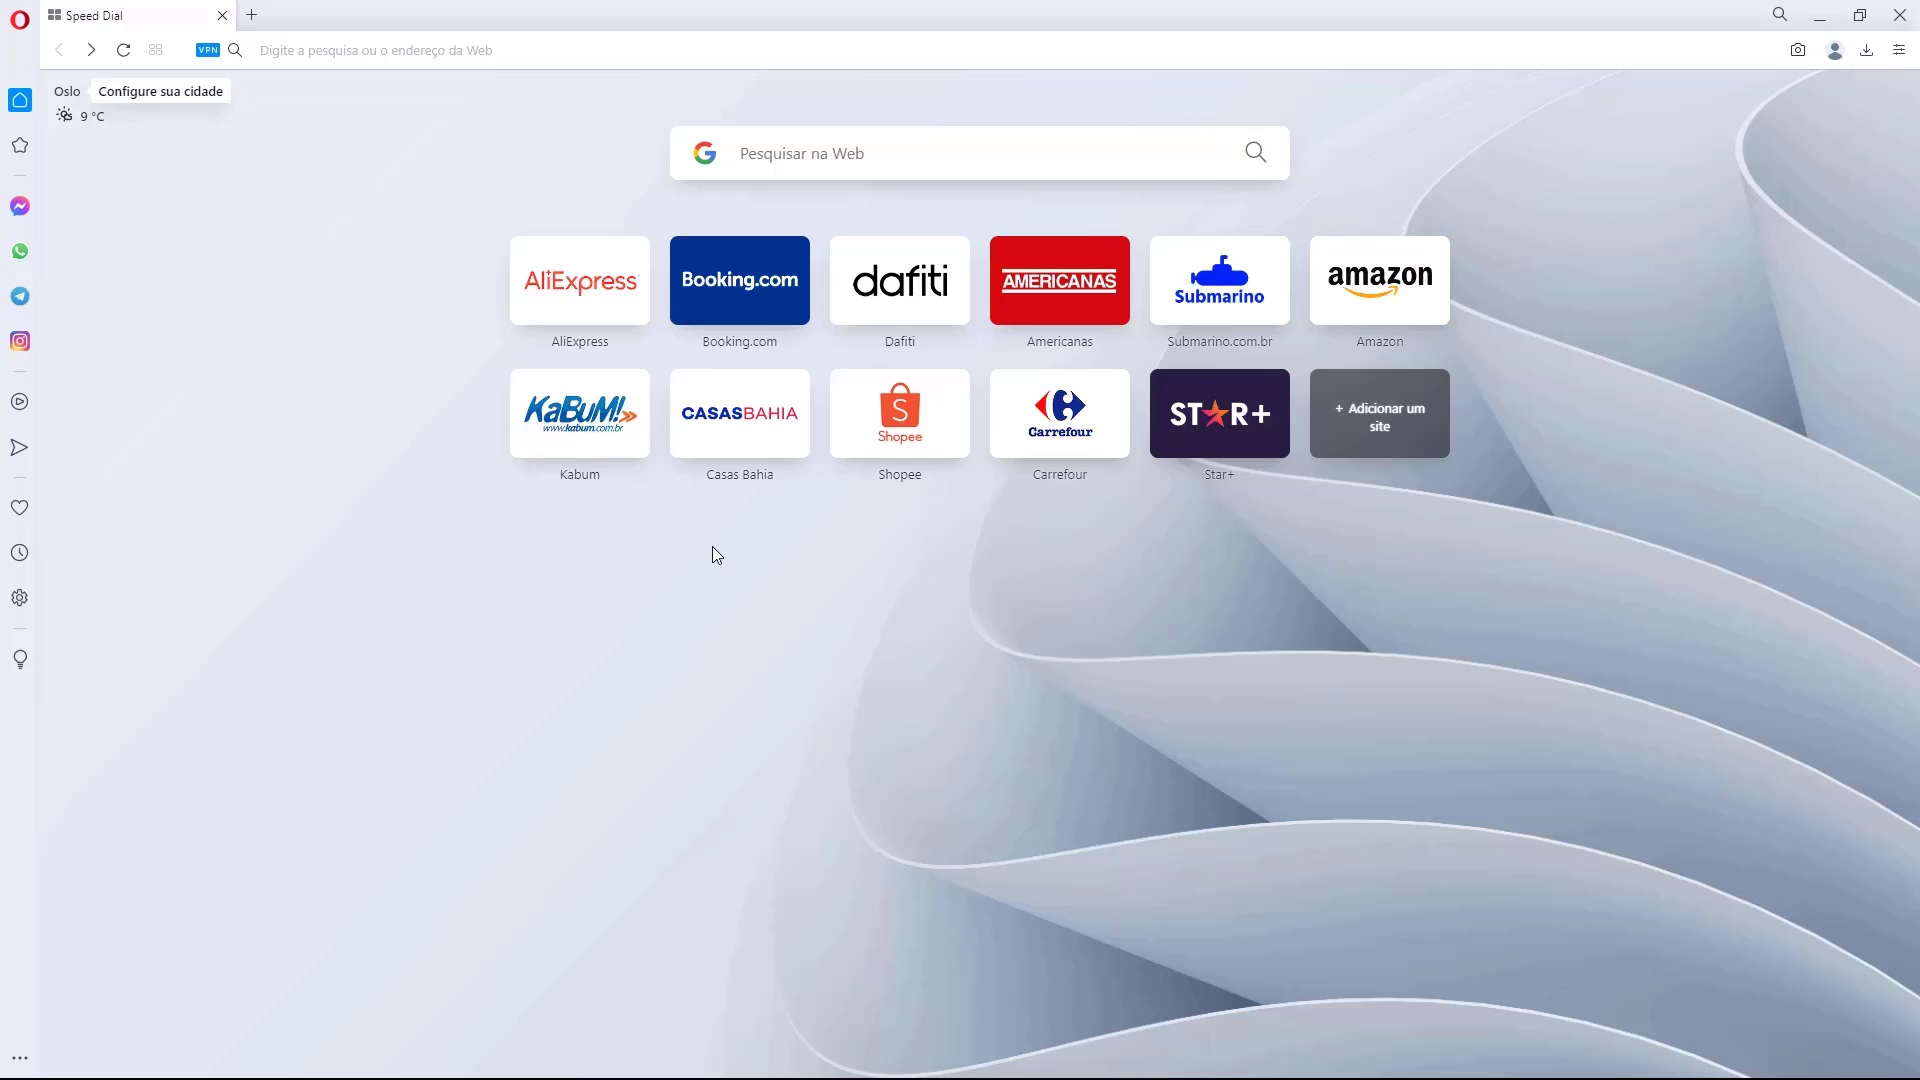 Speed Dial
VPN
Digite a pesquisa ou o endereço da Web
Oslo
Configure sua cidade
9 °C
Pesquisar na Web
AliExpress
Booking.com
dafiti
AMERICANAS
Submarino
amazon
AliExpress
Booking.com
Dafiti
Americanas
Submarino.com.br
Amazon
KaBuM!
www.kabum.com.br
CASASBAHIA
Shopee
Carrefour
ST★R+
+ Adicionar um
site
Kabum
Casas Bahia
Shopee
Carrefour
Star+